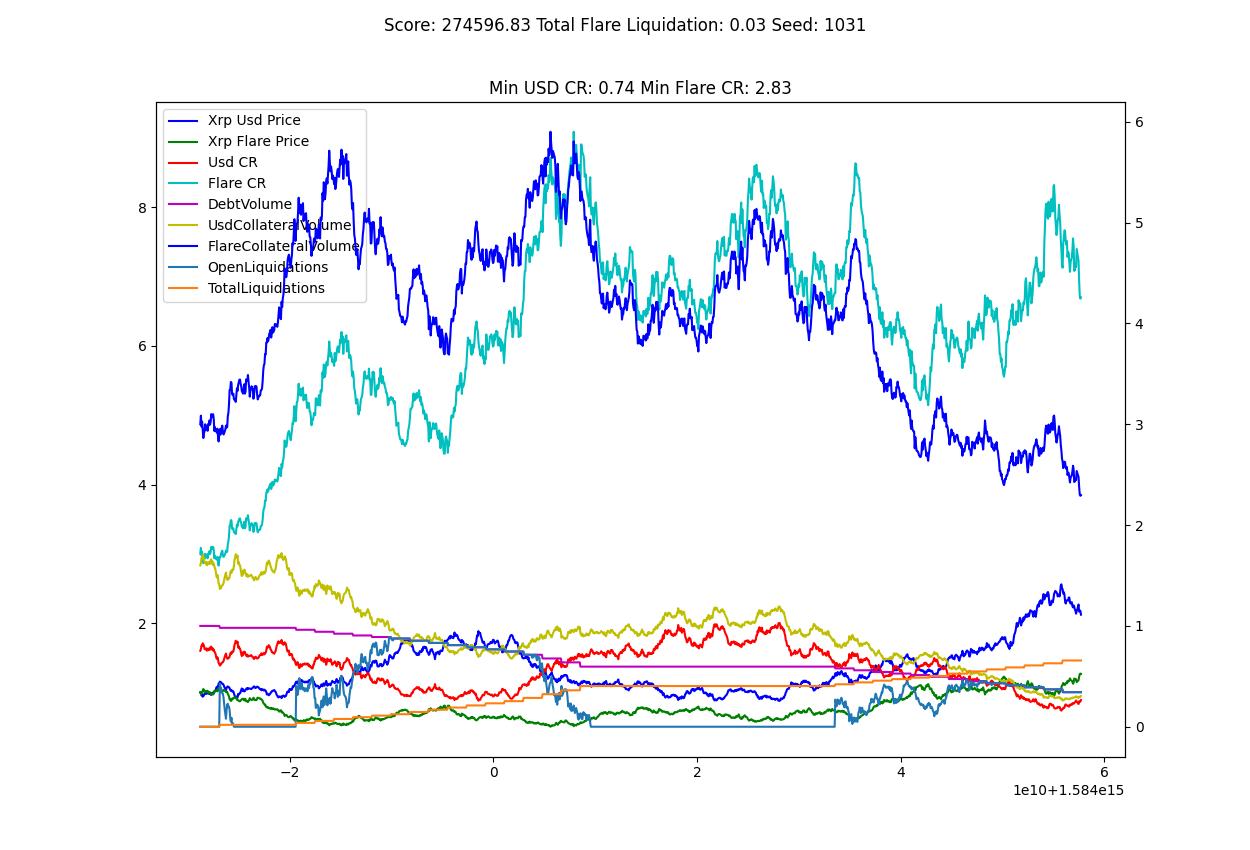 Score: 274596.83 Total Flare Liquidation: 0.03 Seed: 1031
Min USD CR: 0.74 Min Flare CR: 2.83
Xrp Usd Price
Xrp Flare Price
Usd CR
Flare CR
DebtVolume
UsdCollateralVolume
FlareCollateralVolume
OpenLiquidations
TotalLiquidations
8
6
4
2
6
5
4
3
2
1
0
−2 0 2 4 6
1e10+1.584e15